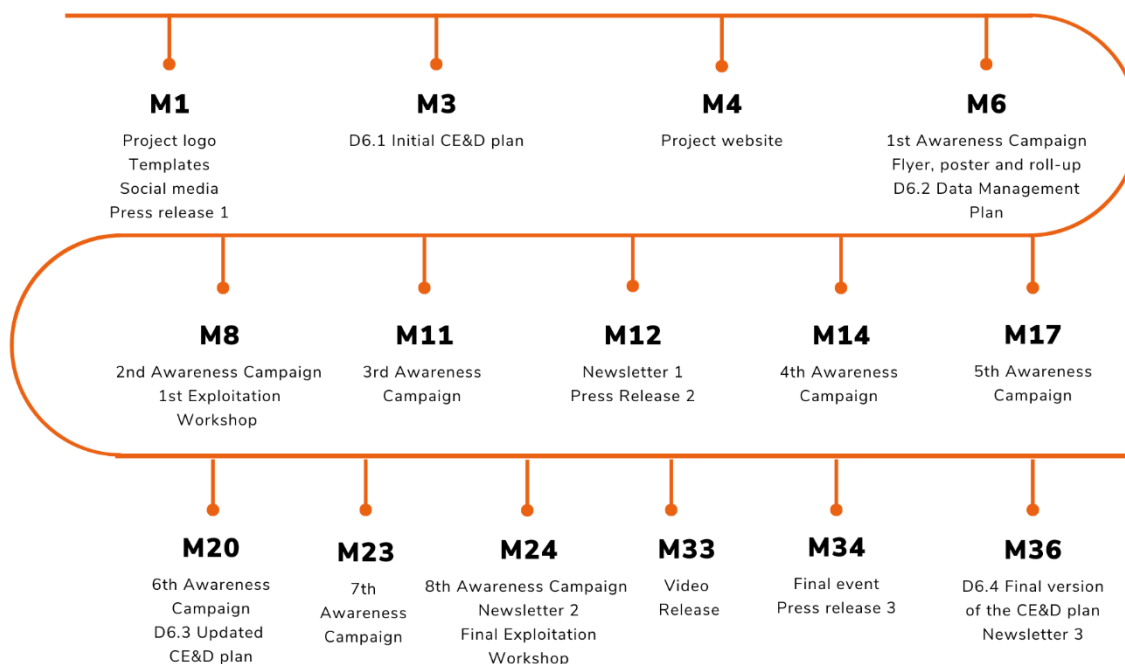 M1
Project logo
Templates
Social media
Press release 1
M3
D6.1 Initial CE&D plan
M4
Project website
M6
1st Awareness Campaign
Flyer, poster and roll-up
D6.2 Data Management
Plan
M8
2nd Awareness Campaign
1st Exploitation
Workshop
M11
3rd Awareness
Campaign
M12
Newsletter 1
Press Release 2
M14
4th Awareness
Campaign
M17
5th Awareness
Campaign
M20
6th Awareness
Campaign
D6.3 Updated
CE&D plan
M23
7th
Awareness
Campaign
M24
8th Awareness Campaign
Newsletter 2
Final Exploitation
Workshop
M33
Video
Release
M34
Final event
Press release 3
M36
D6.4 Final version
of the CE&D plan
Newsletter 3